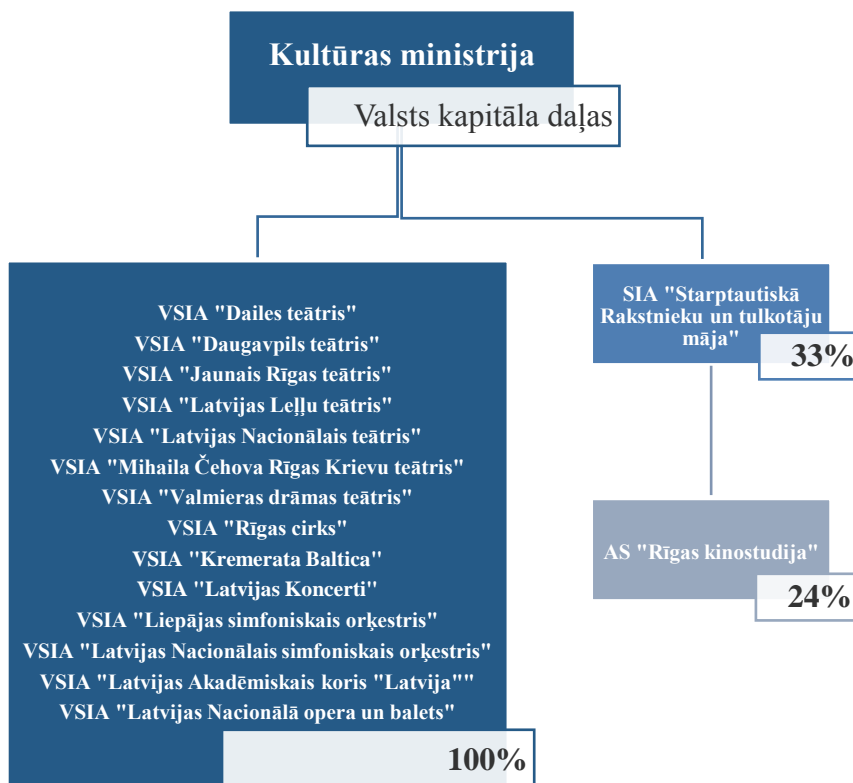 Kultūras ministrija
Valsts kapitāla daļas
VSIA "Dailes teātris"
VSIA "Daugavpils teātris"
VSIA "Jaunais Rīgas teātris"
VSIA "Latvijas Leļļu teātris"
VSIA "Latvijas Nacionālais teātris"
VSIA "Mihaila Čehova Rīgas Krievu teātris"
VSIA "Valmieras drāmas teātris"
VSIA "Rīgas cirks"
VSIA "Kremerata Baltica"
VSIA "Latvijas Koncerti"
VSIA "Liepājas simfoniskais orķestris"
VSIA "Latvijas Nacionālais simfoniskais orķestris"
VSIA "Latvijas Akadēmiskais koris "Latvija""
VSIA "Latvijas Nacionālā opera un balets"
100%
SIA "Starptautiskā
Rakstnieku un tulkotāju
māja"
33%
AS "Rīgas kinostudija"
24%